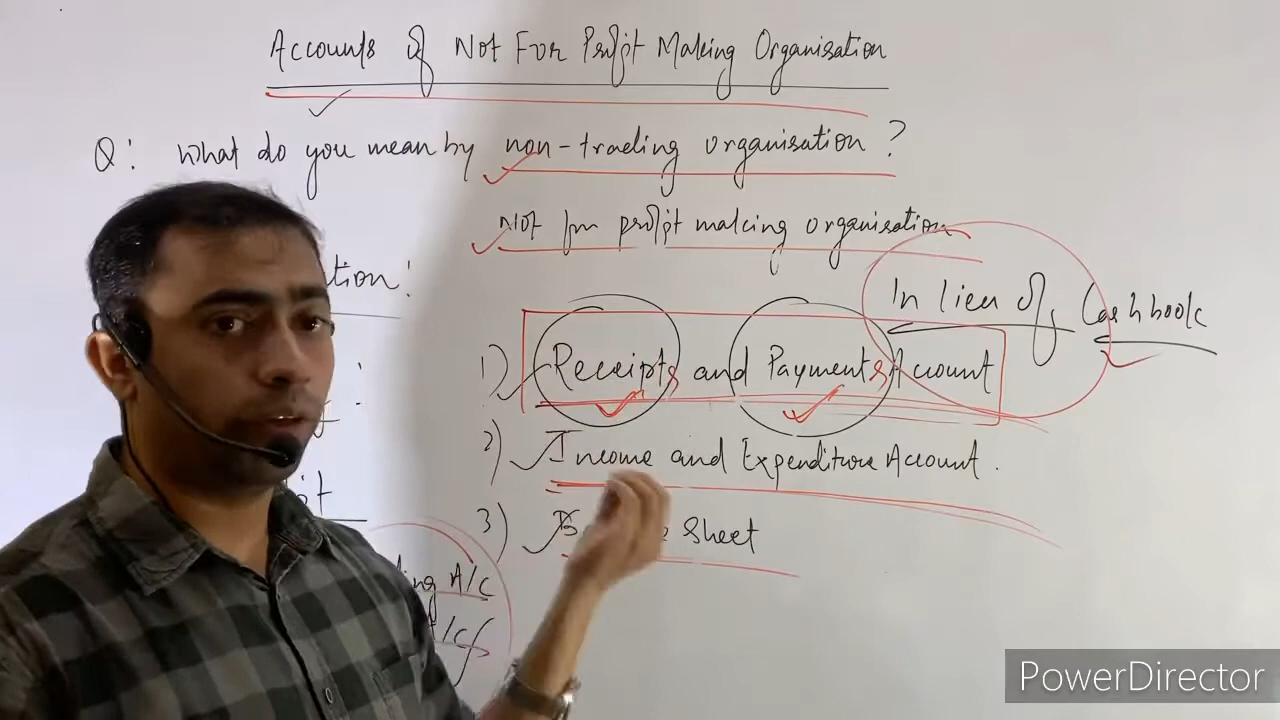 Accounts of Not For Profit Making Organisation
Q: What do you mean by non-trading organisation?
Not for profit making organisation
In lieu of Cashbook
1) Receipts and Payments Account
2) Income and Expenditure Account.
3) Sheet
A/C
A/C
PowerDirector